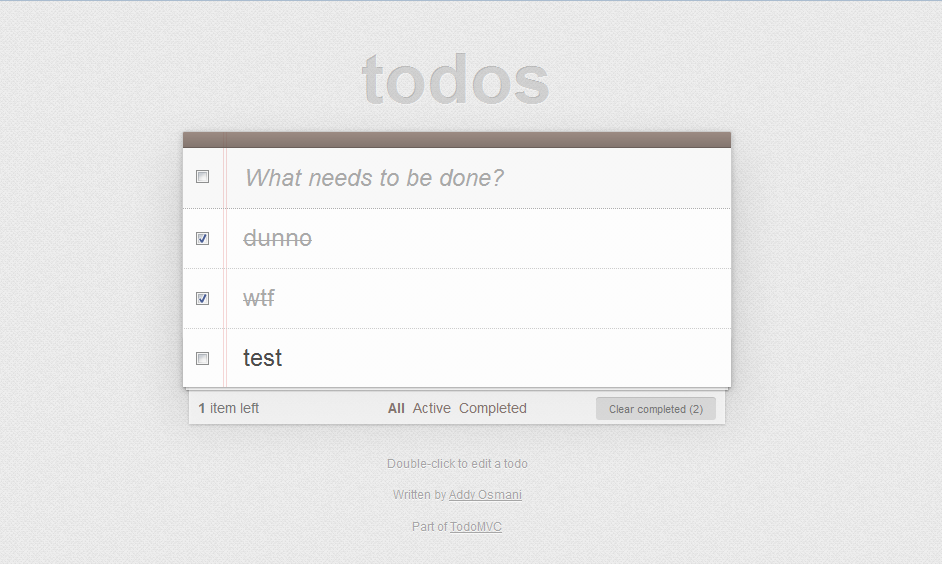 todos
What needs to be done?
dunno
wtf
test
1 item left All Active Completed Clear completed (2)
Double-click to edit a todo
Written by Addy Osmani
Part of TodoMVC